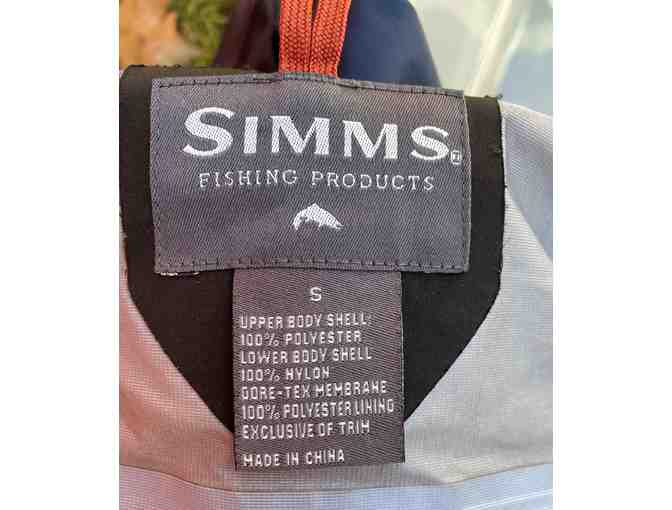 SIMMS
FISHING PRODUCTS
S
UPPER BODY SHELL:
100% POLYESTER
LOWER BODY SHELL
100% NYLON
GORE-TEX MEMBRANE
100% POLYESTER LINING
EXCLUSIVE OF TRIM
MADE IN CHINA